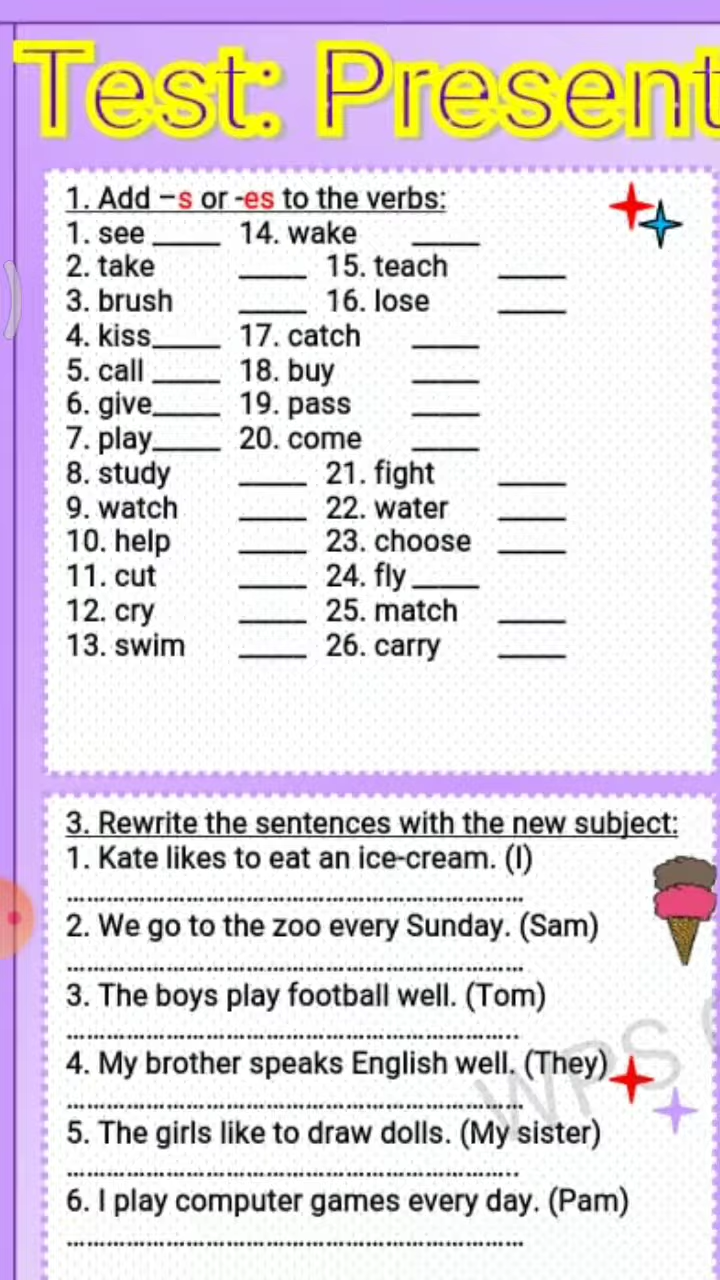 Test: Present
1. Add –s or -es to the verbs:
1. see _____ 14. wake _____
2. take _____ 15. teach _____
3. brush _____ 16. lose _____
4. kiss_____ 17. catch _____
5. call _____ 18. buy _____
6. give_____ 19. pass _____
7. play_____ 20. come _____
8. study _____ 21. fight _____
9. watch _____ 22. water _____
10. help _____ 23. choose _____
11. cut _____ 24. fly _____
12. cry _____ 25. match _____
13. swim _____ 26. carry _____
3. Rewrite the sentences with the new subject:
1. Kate likes to eat an ice-cream. (I)
……………………………………………………
2. We go to the zoo every Sunday. (Sam)
……………………………………………………
3. The boys play football well. (Tom)
……………………………………………………
4. My brother speaks English well. (They)
……………………………………………………
5. The girls like to draw dolls. (My sister)
……………………………………………………
6. I play computer games every day. (Pam)
……………………………………………………
WPS